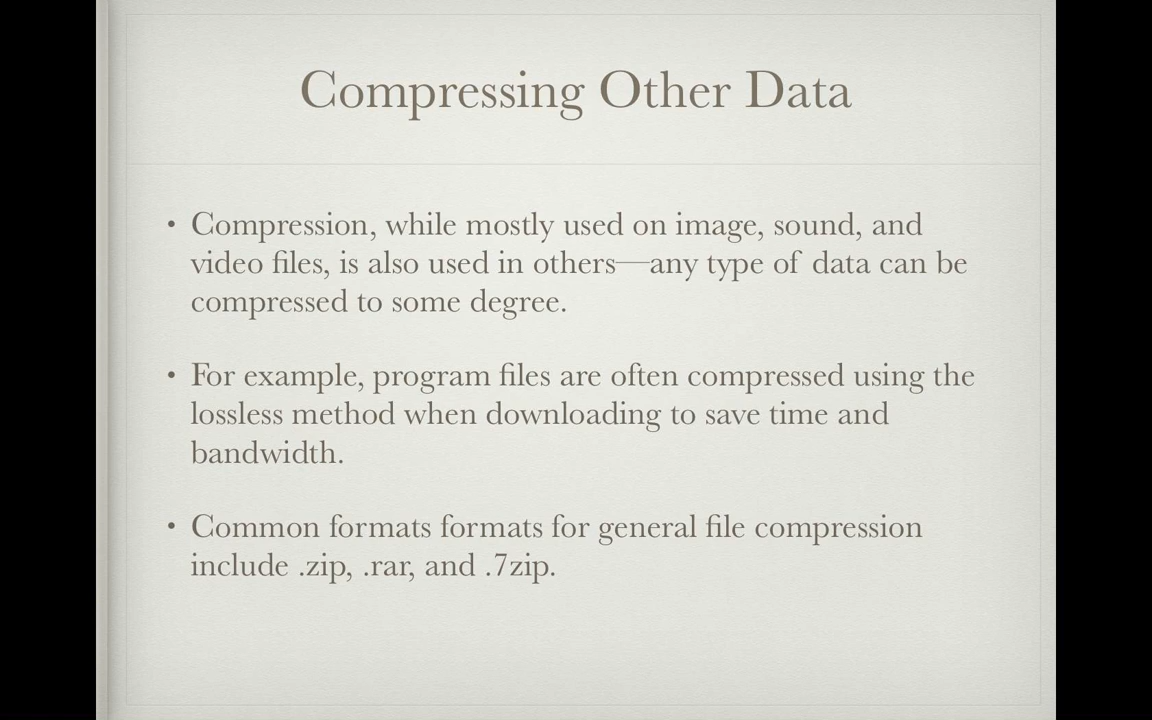 Compressing Other Data
• Compression, while mostly used on image, sound, and
video files, is also used in others—any type of data can be
compressed to some degree.
• For example, program files are often compressed using the
lossless method when downloading to save time and
bandwidth.
• Common formats formats for general file compression
include .zip, .rar, and .7zip.